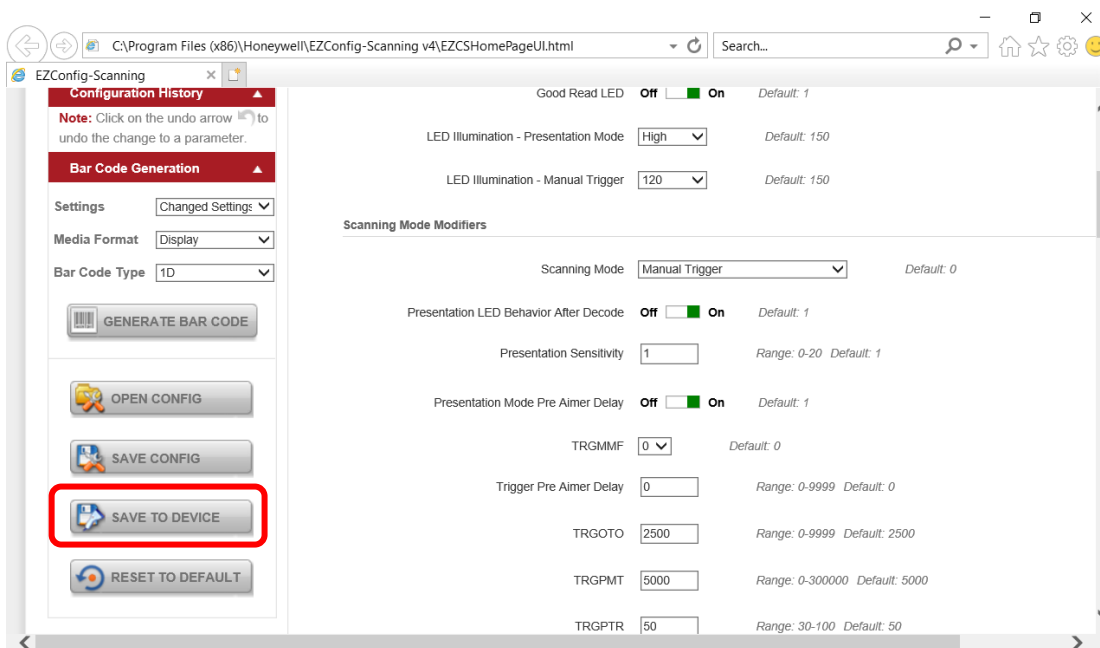 C:\Program Files (x86)\Honeywell\EZConfig-Scanning v4\EZCSHomePageUI.html
Search...
EZConfig-Scanning
Configuration History
Note: Click on the undo arrow to
undo the change to a parameter.
Bar Code Generation
Settings Changed Settings
Media Format Display
Bar Code Type 1D
GENERATE BAR CODE
OPEN CONFIG
SAVE CONFIG
SAVE TO DEVICE
RESET TO DEFAULT
Good Read LED Off On Default: 1
LED Illumination - Presentation Mode High Default: 150
LED Illumination - Manual Trigger 120 Default: 150
Scanning Mode Modifiers
Scanning Mode Manual Trigger Default: 0
Presentation LED Behavior After Decode Off On Default: 1
Presentation Sensitivity 1 Range: 0-20 Default: 1
Presentation Mode Pre Aimer Delay Off On Default: 1
TRGMMF 0 Default: 0
Trigger Pre Aimer Delay 0 Range: 0-9999 Default: 0
TRGOTO 2500 Range: 0-9999 Default: 2500
TRGPMT 5000 Range: 0-300000 Default: 5000
TRGPTR 50 Range: 30-100 Default: 50